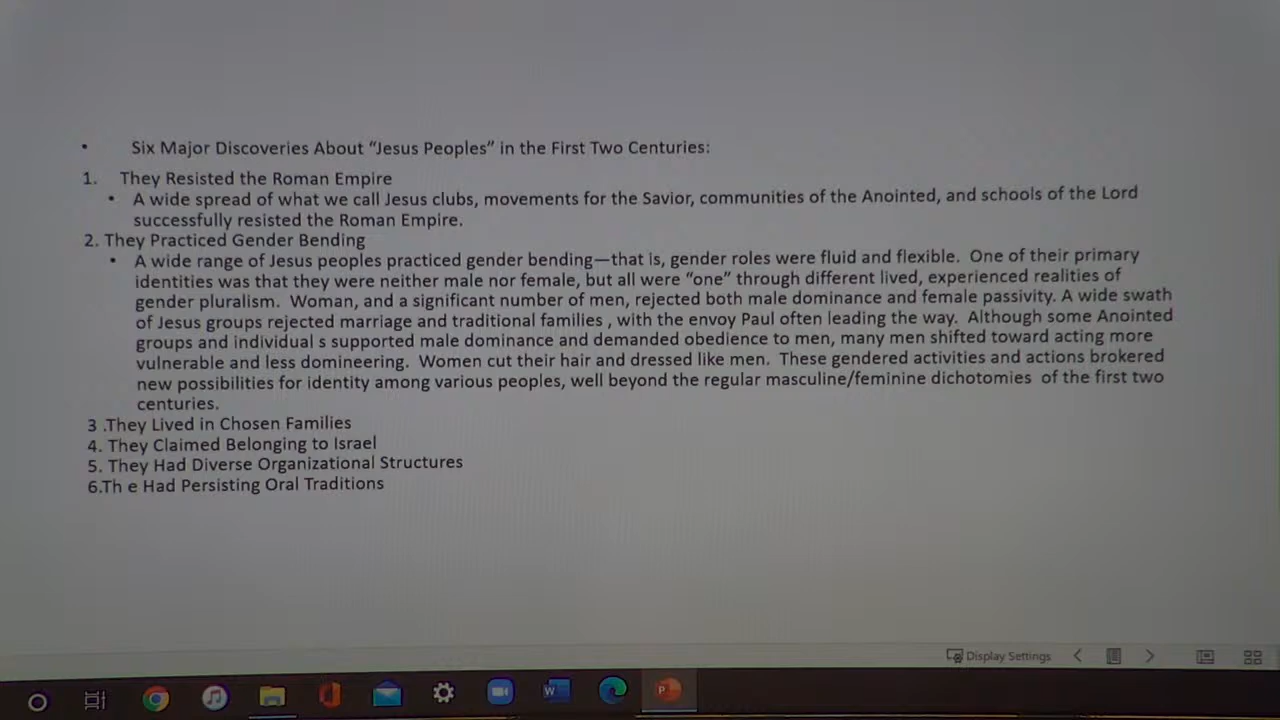 • Six Major Discoveries About “Jesus Peoples” in the First Two Centuries:
1. They Resisted the Roman Empire
• A wide spread of what we call Jesus clubs, movements for the Savior, communities of the Anointed, and schools of the Lord
successfully resisted the Roman Empire.
2. They Practiced Gender Bending
• A wide range of Jesus peoples practiced gender bending—that is, gender roles were fluid and flexible. One of their primary
identities was that they were neither male nor female, but all were “one” through different lived, experienced realities of
gender pluralism. Woman, and a significant number of men, rejected both male dominance and female passivity. A wide swath
of Jesus groups rejected marriage and traditional families , with the envoy Paul often leading the way. Although some Anointed
groups and individual s supported male dominance and demanded obedience to men, many men shifted toward acting more
vulnerable and less domineering. Women cut their hair and dressed like men. These gendered activities and actions brokered
new possibilities for identity among various peoples, well beyond the regular masculine/feminine dichotomies of the first two
centuries.
3 .They Lived in Chosen Families
4. They Claimed Belonging to Israel
5. They Had Diverse Organizational Structures
6.Th e Had Persisting Oral Traditions
Display Settings
W
P